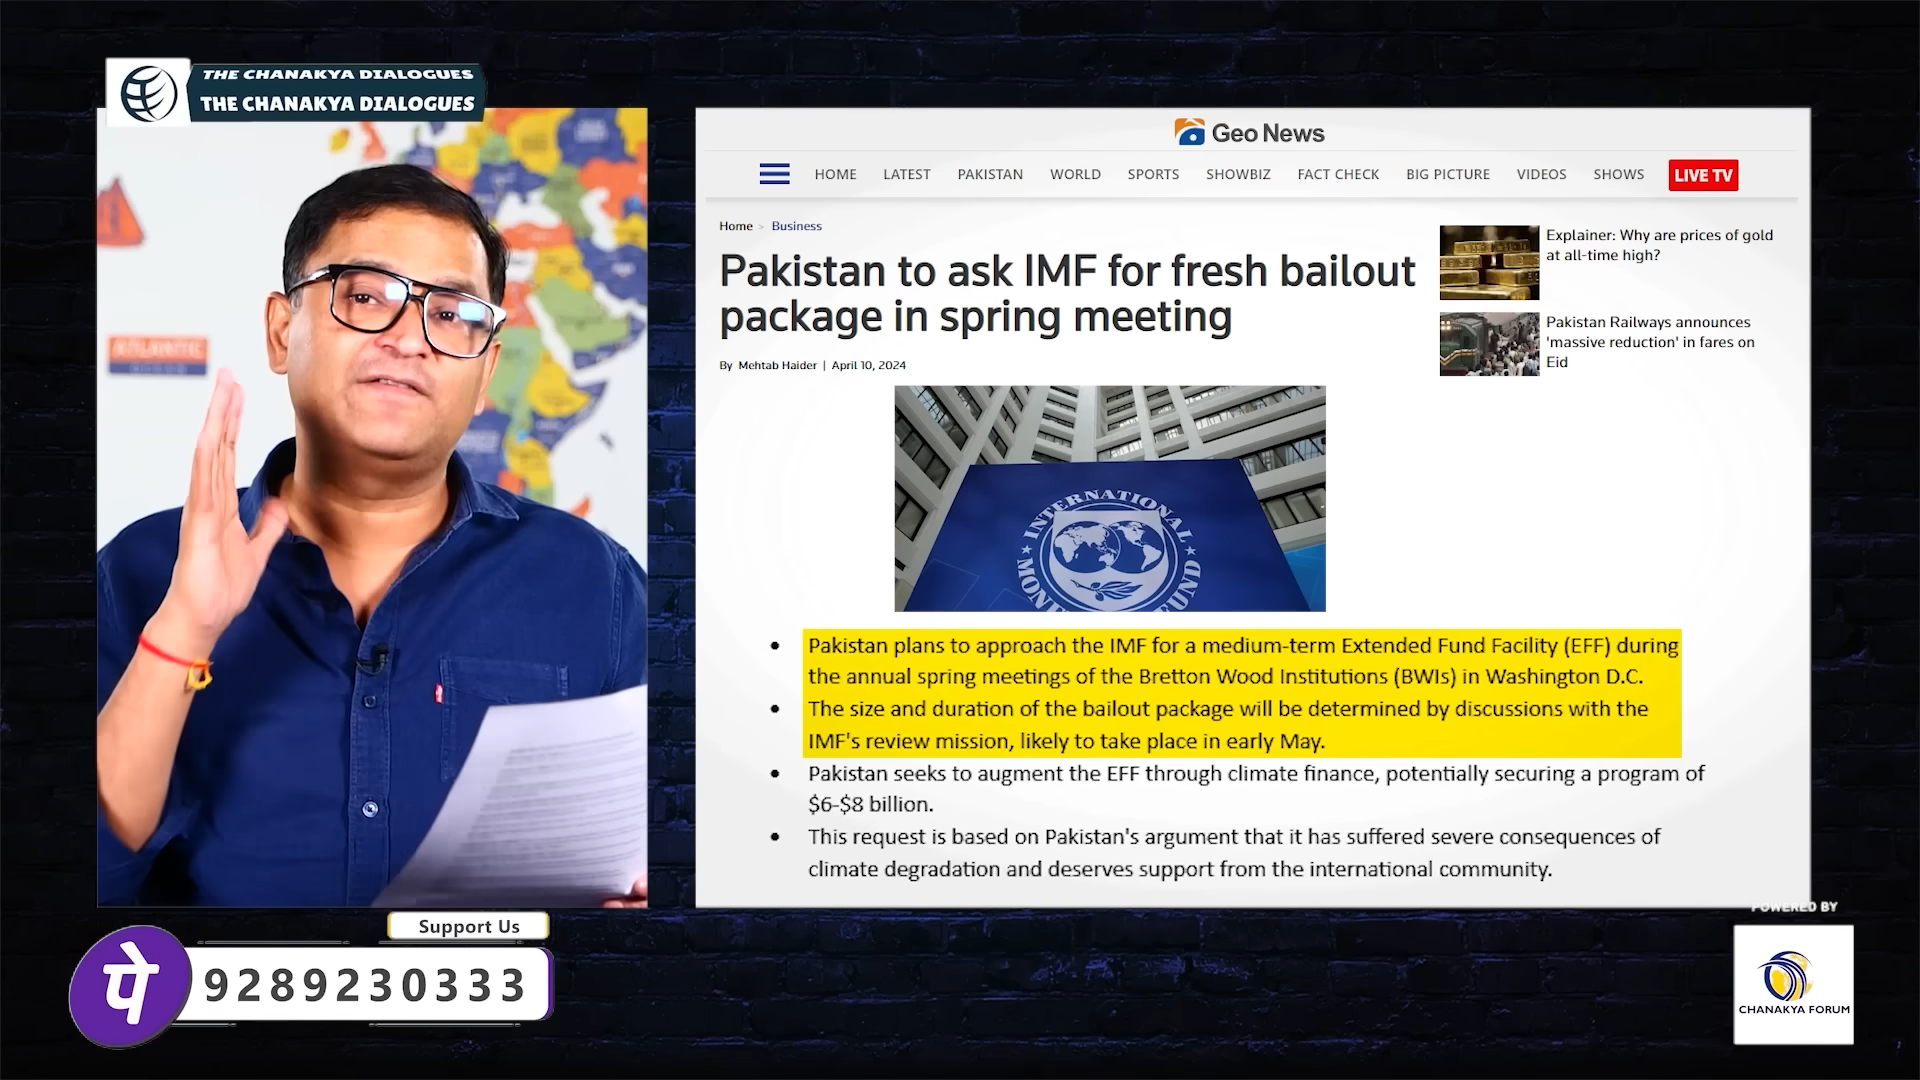 THE CHANAKYA DIALOGUES
THE CHANAKYA DIALOGUES
ATLANTIC
Geo News
HOME LATEST PAKISTAN WORLD SPORTS SHOWBIZ FACT CHECK BIG PICTURE VIDEOS SHOWS LIVE TV
Home > Business
Pakistan to ask IMF for fresh bailout
package in spring meeting
By Mehtab Haider | April 10, 2024
Explainer: Why are prices of gold
at all-time high?
Pakistan Railways announces
'massive reduction' in fares on
Eid
INTERNATIONAL
MONE FUND
• Pakistan plans to approach the IMF for a medium-term Extended Fund Facility (EFF) during
the annual spring meetings of the Bretton Wood Institutions (BWIs) in Washington D.C.
• The size and duration of the bailout package will be determined by discussions with the
IMF's review mission, likely to take place in early May.
• Pakistan seeks to augment the EFF through climate finance, potentially securing a program of
$6-$8 billion.
• This request is based on Pakistan's argument that it has suffered severe consequences of
climate degradation and deserves support from the international community.
Support Us
पे 9289230333
POWERED BY
CHANAKYA FORUM